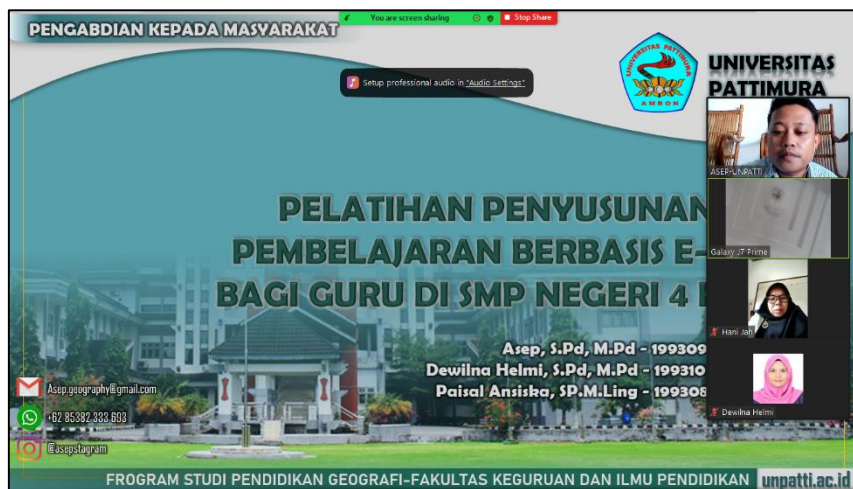 PENGABDIAN KEPADA MASYARAKAT
You are screen sharing
Stop Share
Setup professional audio in "Audio Settings"
UNIVERSITAS PATTIMURA
AMBON
UNIVERSITAS
PATTIMURA
ASEP-UNPATTI
Galaxy J7 Prime
Hani Jah
Dewilna Helmi
PELATIHAN PENYUSUNAN
PEMBELAJARAN BERBASIS E-
BAGI GURU DI SMP NEGERI 4
Asep, S.Pd, M.Pd - 199309
Dewilna Helmi, S.Pd, M.Pd - 199310
Paisal Ansiska, SP.M.Ling - 199308
Asep.geography@gmail.com
+62 85382 333 693
@asepstagram
FROGRAM STUDI PENDIDIKAN GEOGRAFI-FAKULTAS KEGURUAN DAN ILMU PENDIDIKAN
unpatti.ac.id